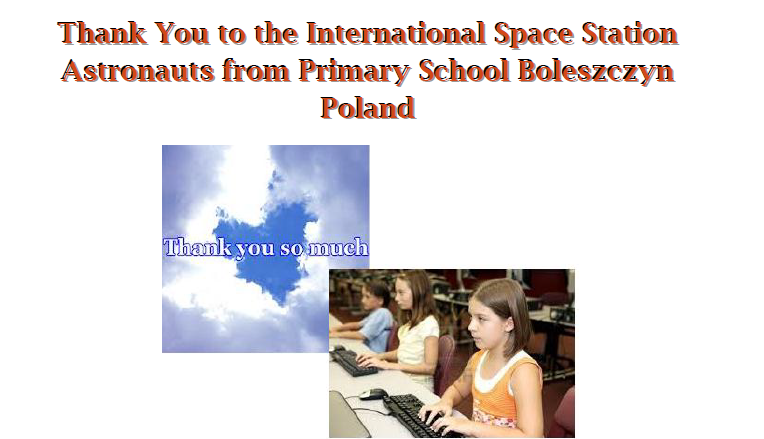 Thank You to the International Space Station
Astronauts from Primary School Boleszczyn
Poland
Thank you so much